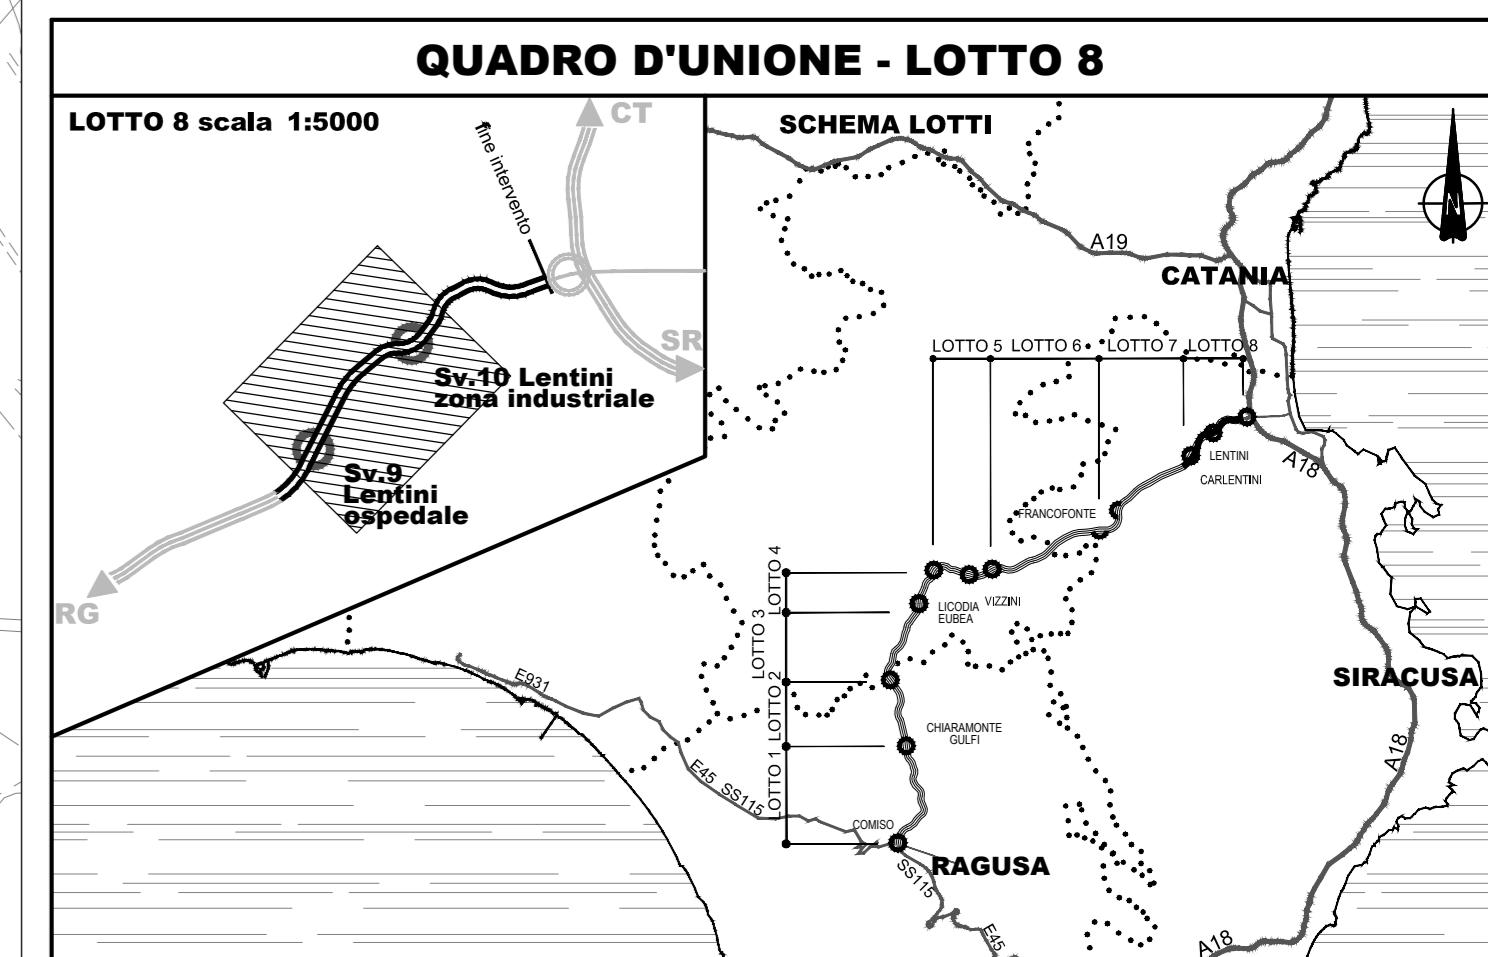 QUADRO D'UNIONE - LOTTO 8
LOTTO 8 scala 1:5000
CT
fine intervento
SR
Sv.10 Lentini
zona industriale
Sv.9
Lentini
ospedale
RG
SCHEMA LOTTI
N
A19
CATANIA
LOTTO 5
LOTTO 6
LOTTO 7
LOTTO 8
LENTINI
CARLENTINI
A18
FRANCOFONTE
LOTTO 4
LOTTO 3
LOTTO 2
LOTTO 1
VIZZINI
LICODIA
EUBEA
SIRACUSA
E931
CHIARAMONTE
GULFI
A18
E45 SS115
COMISO
RAGUSA
SS115
E45
A18